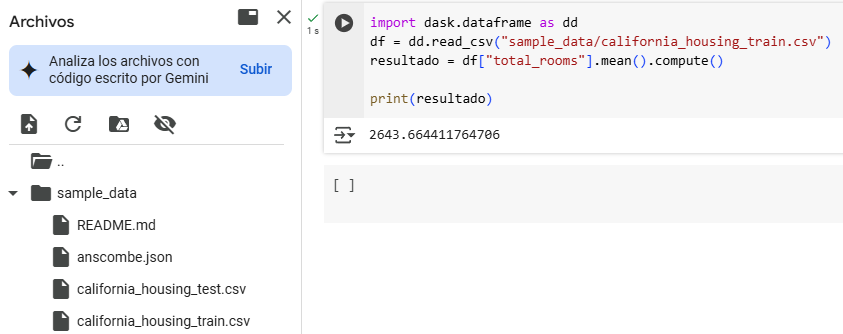 Archivos
Analiza los Archivos con
código escrito por Gemini
Subir
..
sample_data
README.md
anscombe.json
california_housing_test.csv
california_housing_train.csv
1 s
import dask.dataframe as dd
df = dd.read_csv("sample_data/california_housing_train.csv")
resultado = df["total_rooms"].mean().compute()
print(resultado)
2643.664411764706
[ ]